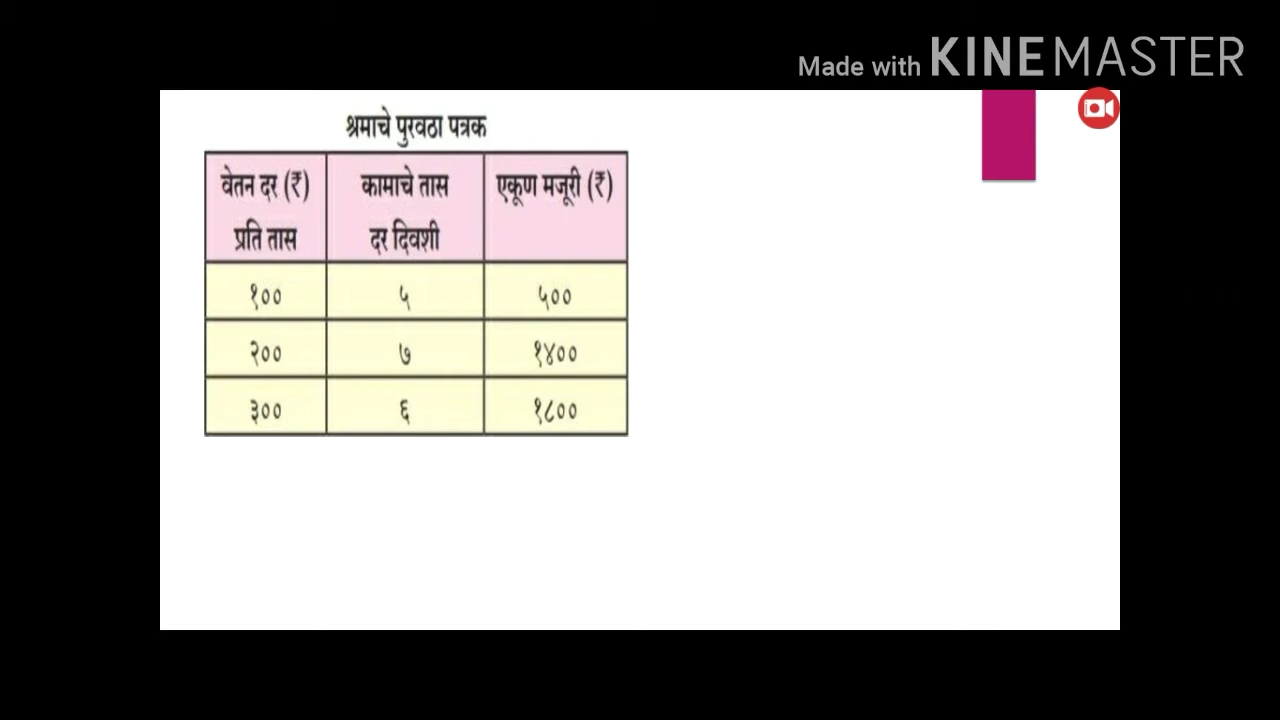 Made with KINEMASTER
श्रमाचे पुरवठा पत्रक
वेतन दर (₹) कामाचे तास एकूण मजूरी (₹)
प्रति तास दर दिवशी
१०० ५ ५००
२०० ७ १४००
३०० ६ १८००